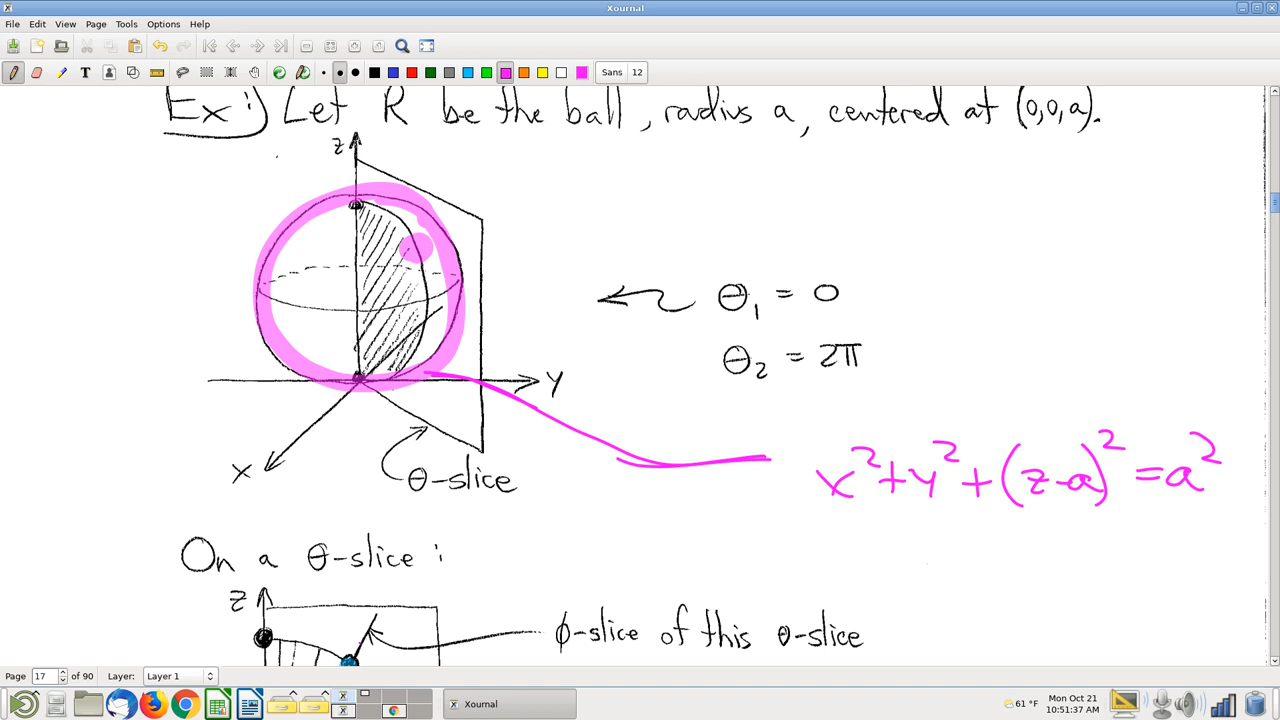 Xournal
File Edit View Page Tools Options Help
Sans 12
Ex:) Let R be the ball, radius a, centered at (0,0,a).
z
θ₁ = 0
θ₂ = 2π
y
x
θ-slice
x²+y²+(z-a)²=a²
On a θ-slice:
z
φ-slice of this θ-slice
Page 17 of 90 Layer: Layer 1
Xournal
61 °F
Mon Oct 21
10:51:37 AM